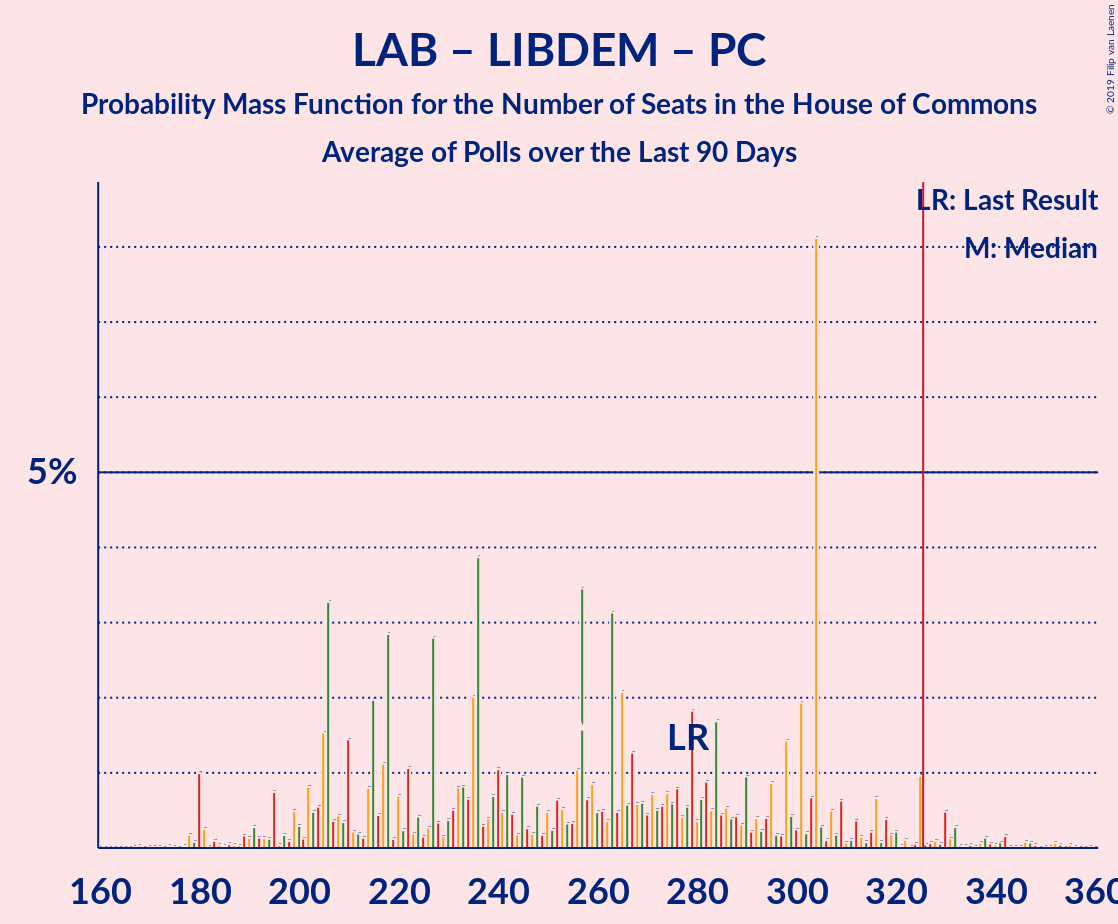 LAB – LIBDEM – PC
Probability Mass Function for the Number of Seats in the House of Commons
Average of Polls over the Last 90 Days
© 2019 Filip van Laenen
LR: Last Result
M: Median
5%
LR
160 180 200 220 240 260 280 300 320 340 360